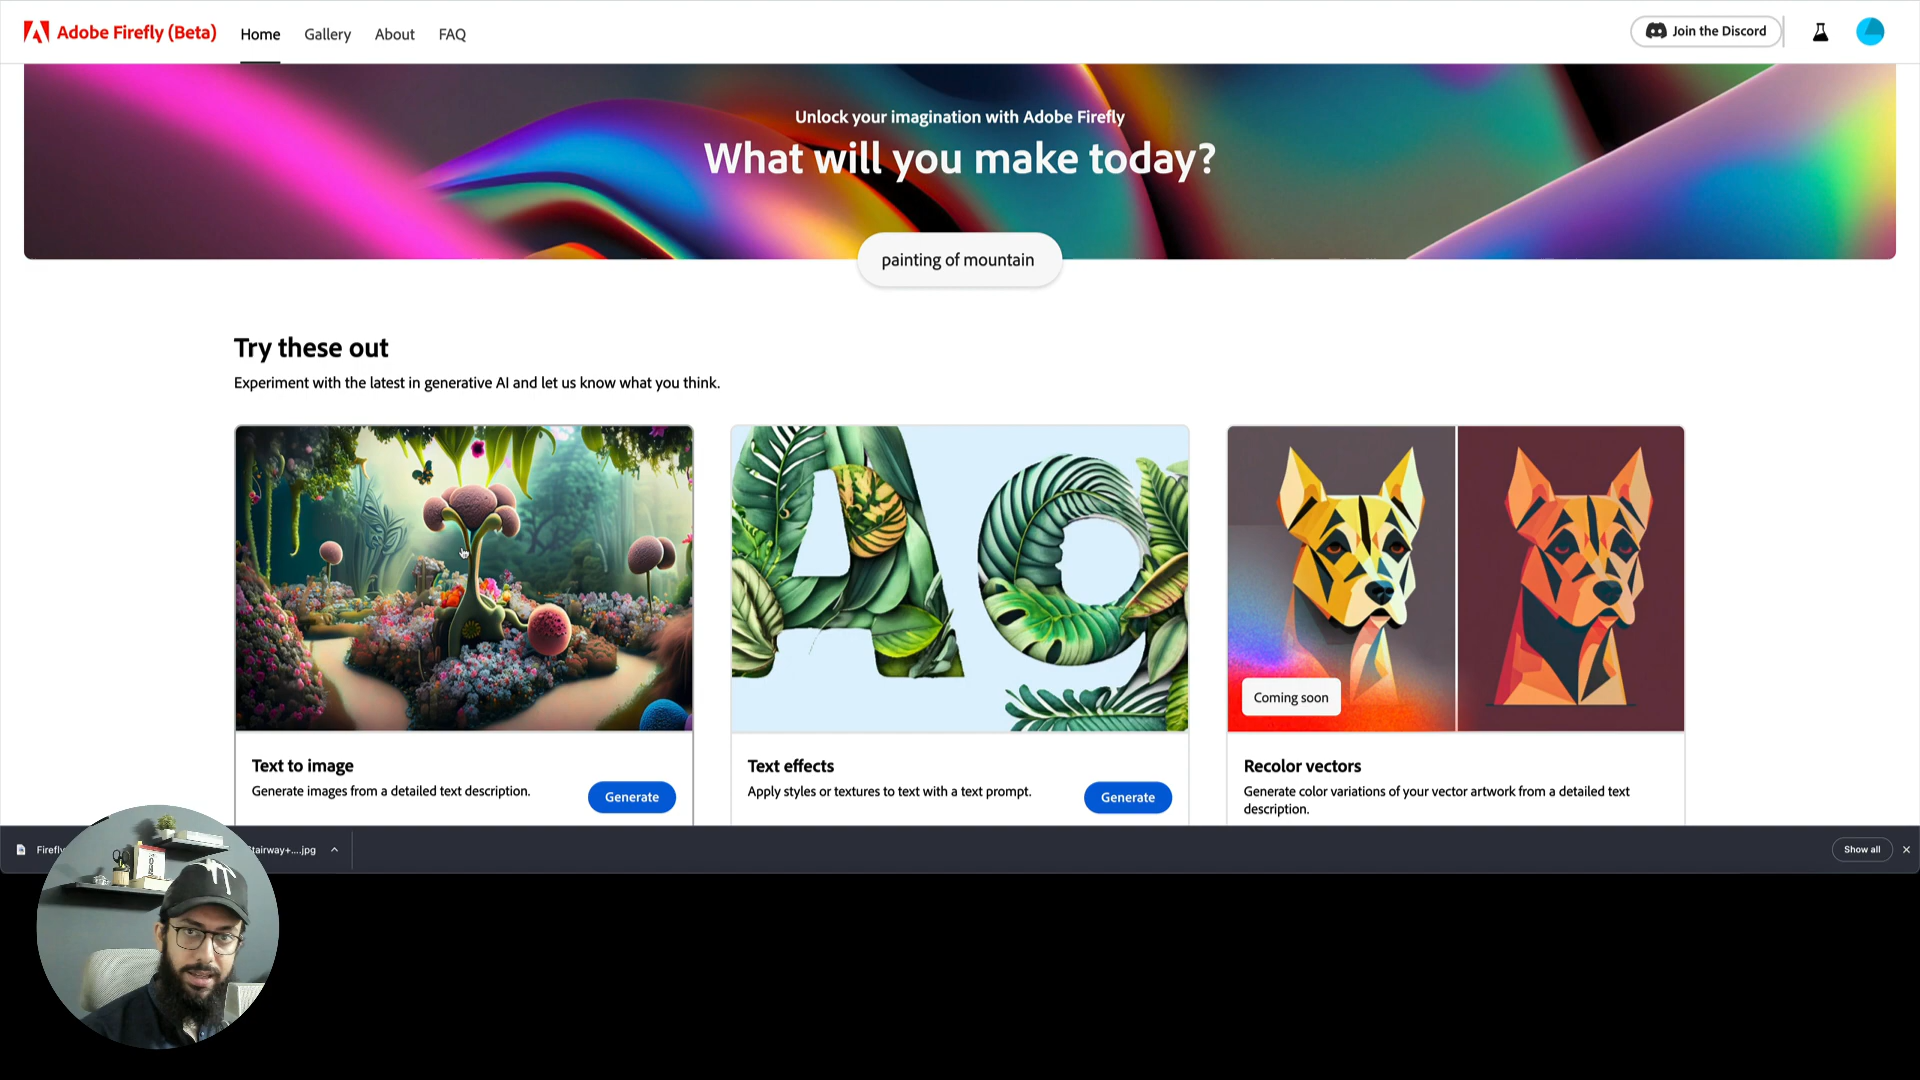 Adobe Firefly (Beta)
Home
Gallery
About
FAQ
Join the Discord
Unlock your imagination with Adobe Firefly
What will you make today?
painting of mountain
Try these out
Experiment with the latest in generative AI and let us know what you think.
Ag
Coming soon
Text to image
Generate images from a detailed text description.
Generate
Text effects
Apply styles or textures to text with a text prompt.
Generate
Recolor vectors
Generate color variations of your vector artwork from a detailed text
description.
Firefly
tairway+....jpg
Show all